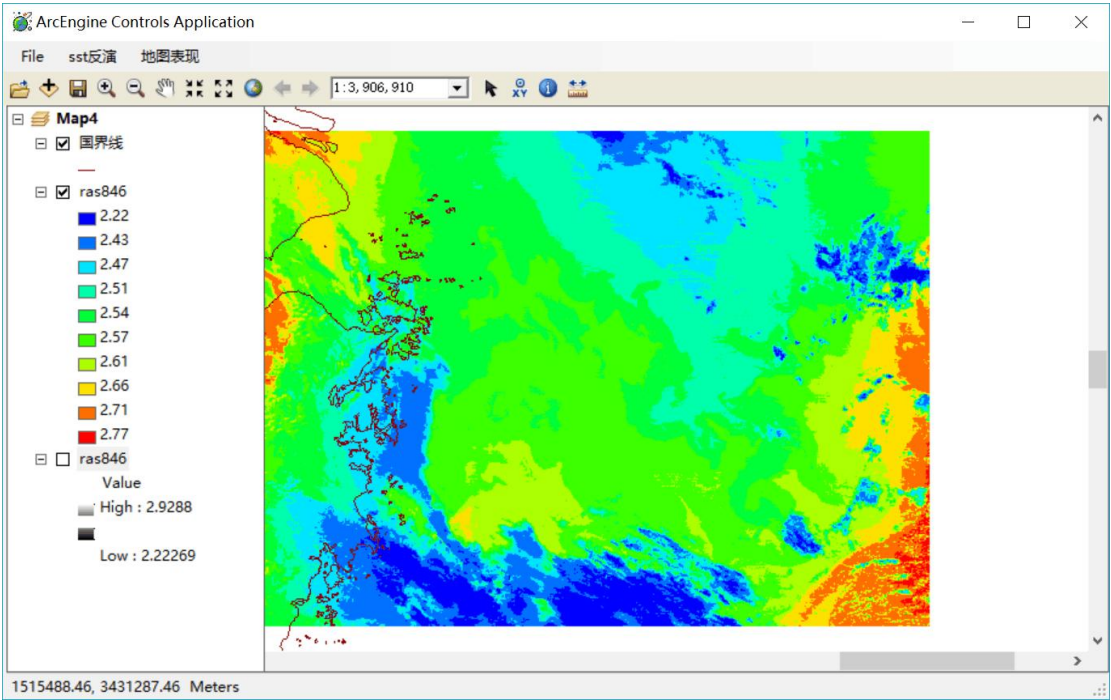 ArcEngine Controls Application
File sst反演 地图表现
1:3,906,910
XY
Map4
国界线
ras846
2.22
2.43
2.47
2.51
2.54
2.57
2.61
2.66
2.71
2.77
ras846
Value
High : 2.9288
Low : 2.22269
1515488.46, 3431287.46 Meters